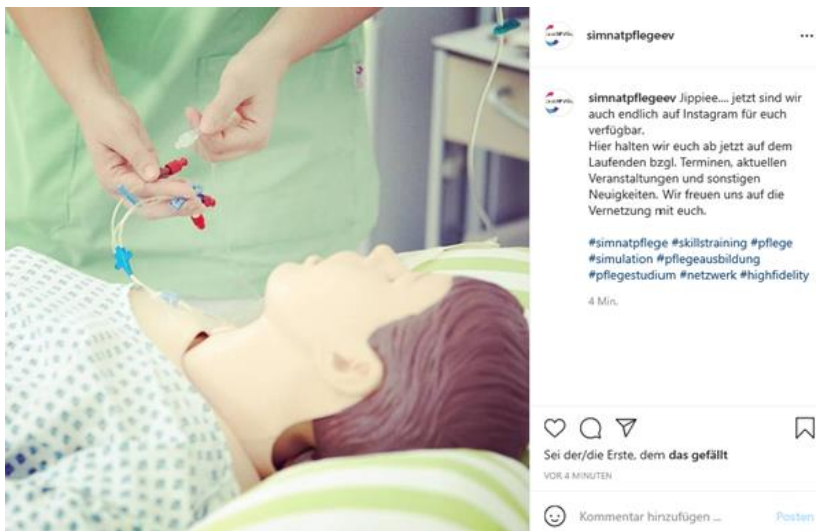 simnatpflegeev
simnatpflegeev Jippiee.... jetzt sind wir
auch endlich auf Instagram für euch
verfügbar.
Hier halten wir euch ab jetzt auf dem
Laufenden bzgl. Terminen, aktuellen
Veranstaltungen und sonstigen
Neuigkeiten. Wir freuen uns auf die
Vernetzung mit euch.
#simnatpflege #skillstraining #pflege
#simulation #pflegeausbildung
#pflegestudium #netzwerk #highfidelity
4 Min.
Sei der/die Erste, dem das gefällt
VOR 4 MINUTEN
Kommentar hinzufügen ...
Posten